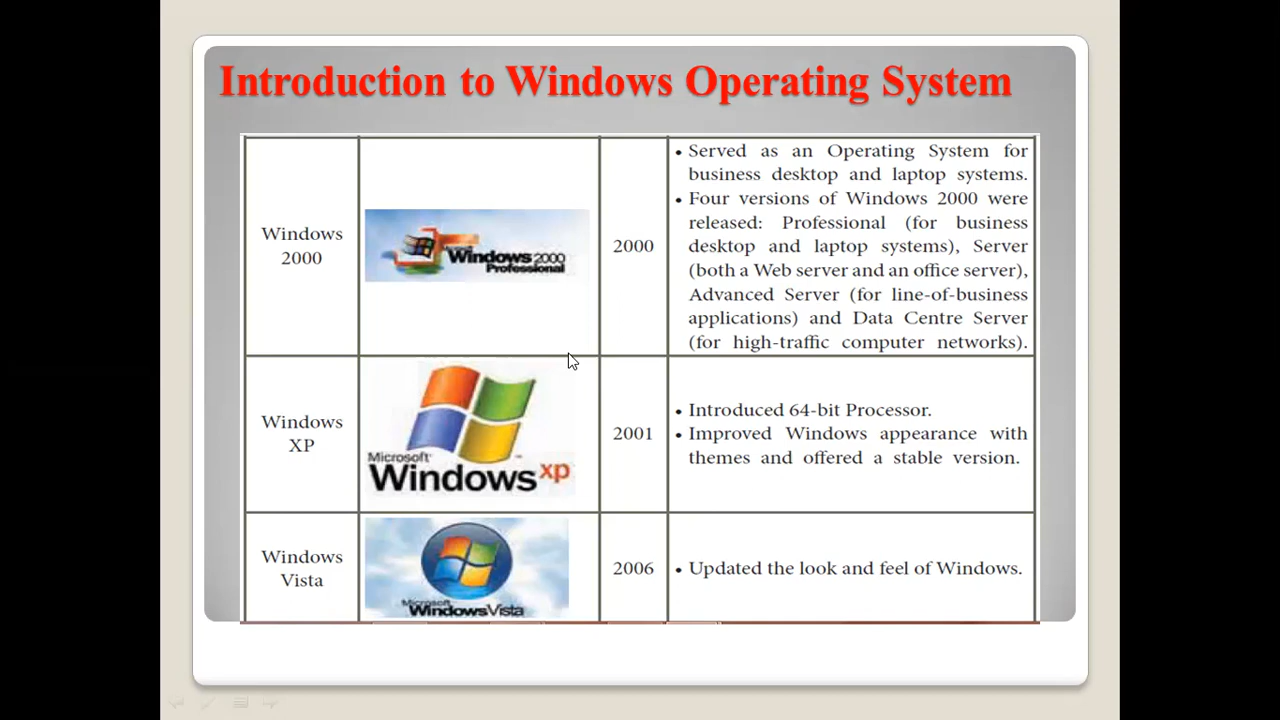 Introduction to Windows Operating System
Windows
2000
Microsoft
Windows 2000
Professional
2000
• Served as an Operating System for
business desktop and laptop systems.
• Four versions of Windows 2000 were
released: Professional (for business
desktop and laptop systems), Server
(both a Web server and an office server),
Advanced Server (for line-of-business
applications) and Data Centre Server
(for high-traffic computer networks).
Windows
XP
Microsoft
Windows xp
2001
• Introduced 64-bit Processor.
• Improved Windows appearance with
themes and offered a stable version.
Windows
Vista
Microsoft
Windows Vista
2006
• Updated the look and feel of Windows.